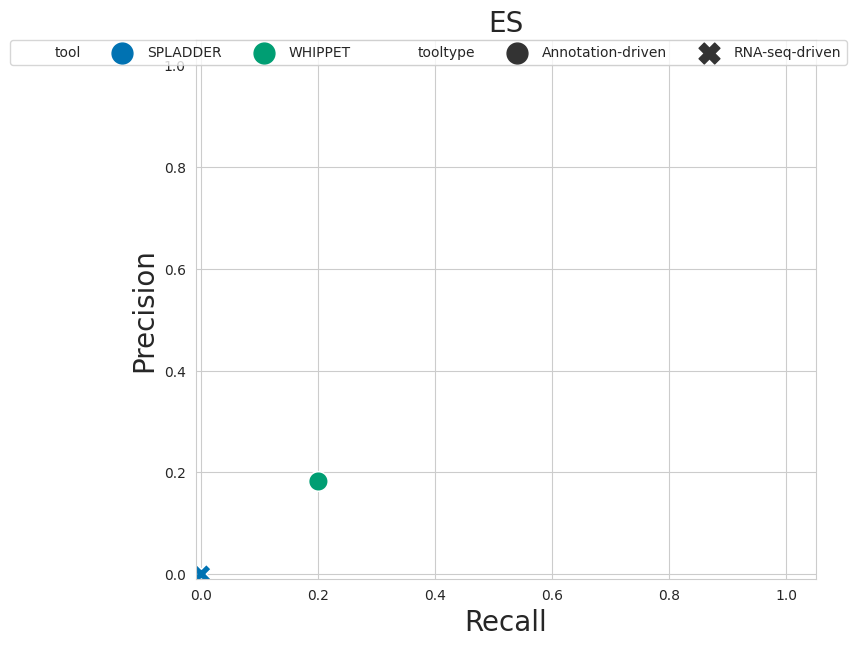 ES
tool SPLADDER WHIPPET tooltype Annotation-driven RNA-seq-driven
1.0
0.8
0.6
0.4
0.2
0.0
Precision
0.0 0.2 0.4 0.6 0.8 1.0
Recall